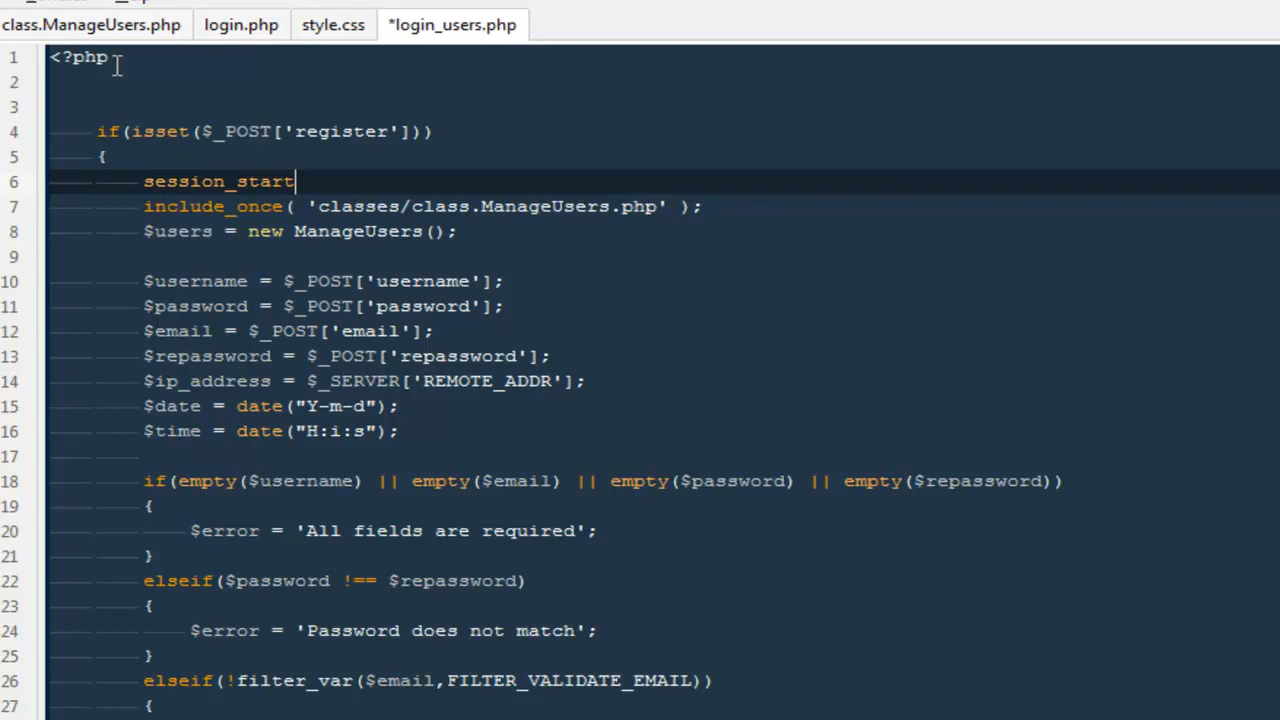 class.ManageUsers.php login.php style.css *login_users.php
1 <?php
2
3
4 if(isset($_POST['register']))
5 {
6 session_start
7 include_once( 'classes/class.ManageUsers.php' );
8 $users = new ManageUsers();
9
10 $username = $_POST['username'];
11 $password = $_POST['password'];
12 $email = $_POST['email'];
13 $repassword = $_POST['repassword'];
14 $ip_address = $_SERVER['REMOTE_ADDR'];
15 $date = date("Y-m-d");
16 $time = date("H:i:s");
17
18 if(empty($username) || empty($email) || empty($password) || empty($repassword))
19 {
20 $error = 'All fields are required';
21 }
22 elseif($password !== $repassword)
23 {
24 $error = 'Password does not match';
25 }
26 elseif(!filter_var($email,FILTER_VALIDATE_EMAIL))
27 {